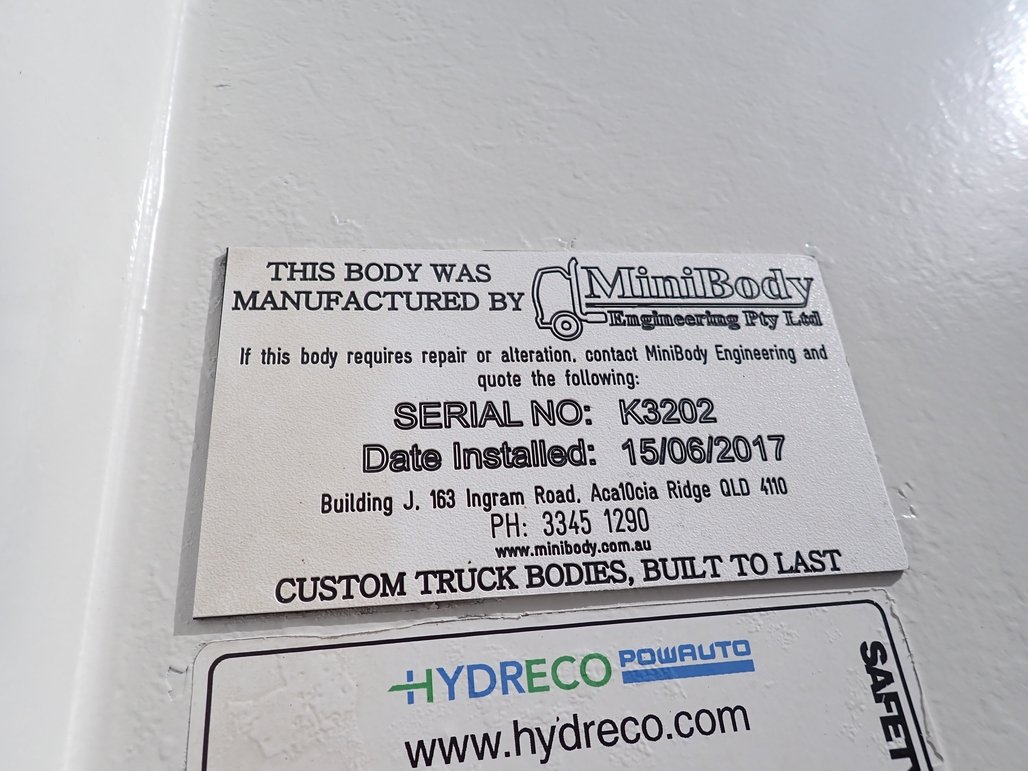 THIS BODY WAS
MANUFACTURED BY
MiniBody
Engineering Pty Ltd
If this body requires repair or alteration, contact MiniBody Engineering and
quote the following:
SERIAL NO: K3202
Date Installed: 15/06/2017
Building J, 163 Ingram Road, Aca10cia Ridge QLD 4110
PH: 3345 1290
www.minibody.com.au
CUSTOM TRUCK BODIES, BUILT TO LAST
HYDRECO POWAUTO
www.hydreco.com